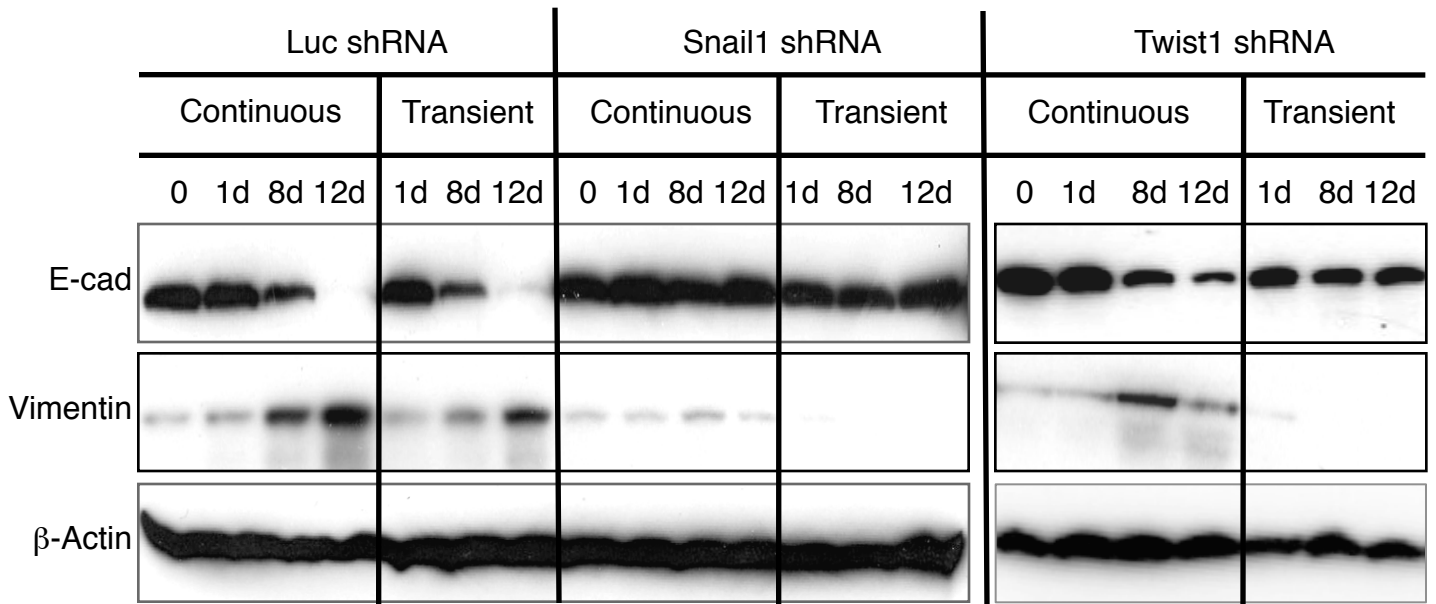 Luc shRNA Snail1 shRNA Twist1 shRNA
Continuous Transient Continuous Transient Continuous Transient
0 1d 8d 12d 1d 8d 12d 0 1d 8d 12d 1d 8d 12d 0 1d 8d 12d 1d 8d 12d
E-cad
Vimentin
β-Actin